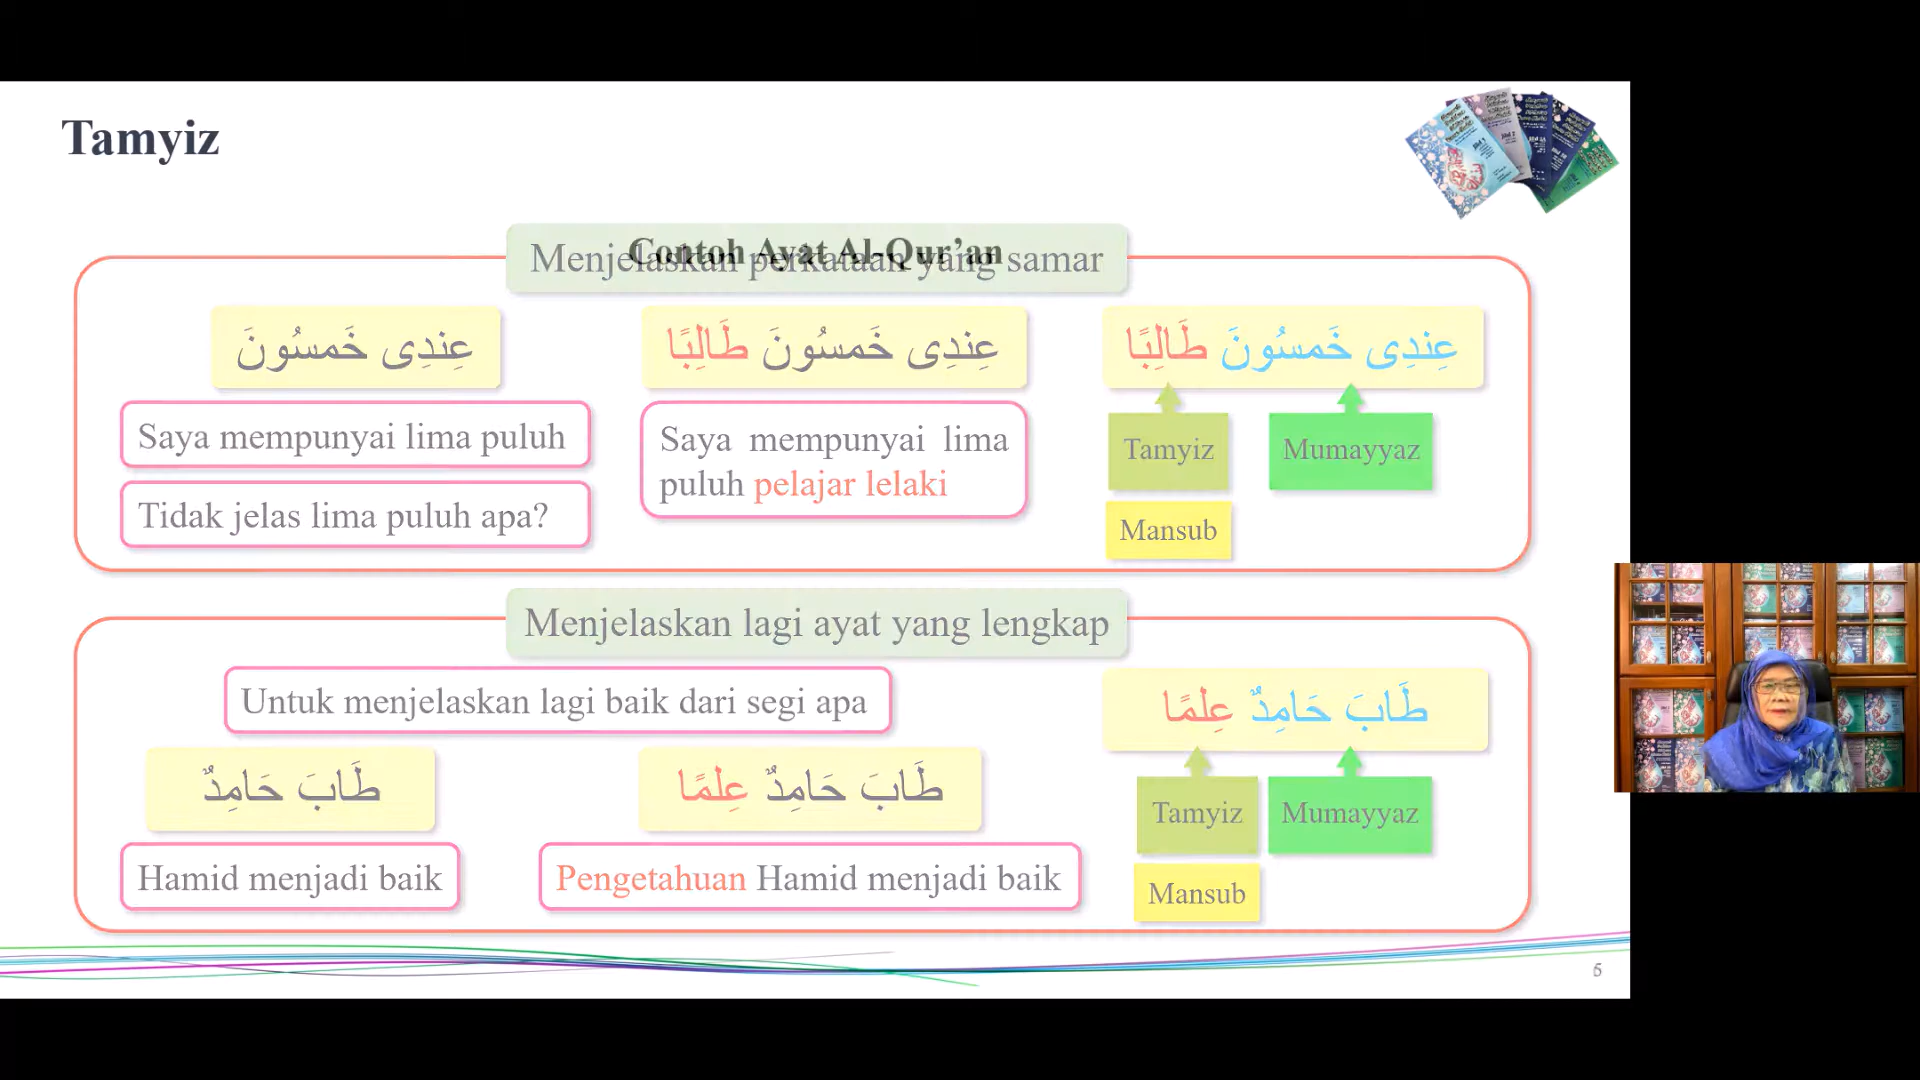 Tamyiz
Contoh Ayat Al-Qur’an
Menjelaskan perkataan yang samar
عِندِى خَمسُونَ
عِندِى خَمسُونَ طَالِبًا
عِندِى خَمسُونَ طَالِبًا
Saya mempunyai lima puluh
Tidak jelas lima puluh apa?
Saya mempunyai lima
puluh pelajar lelaki
Tamyiz
Mumayyaz
Mansub
Menjelaskan lagi ayat yang lengkap
Untuk menjelaskan lagi baik dari segi apa
طَابَ حَامِدٌ
طَابَ حَامِدٌ عِلمًا
طَابَ حَامِدٌ عِلمًا
Hamid menjadi baik
Pengetahuan Hamid menjadi baik
Tamyiz
Mumayyaz
Mansub